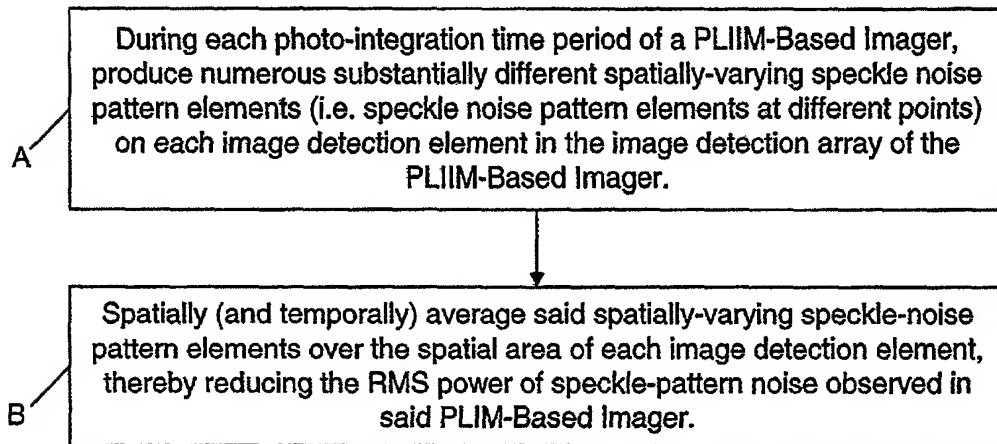 During each photo-integration time period of a PLIIM-Based Imager,
produce numerous substantially different spatially-varying speckle noise
pattern elements (i.e. speckle noise pattern elements at different points)
on each image detection element in the image detection array of the
PLIIM-Based Imager.
A
Spatially (and temporally) average said spatially-varying speckle-noise
pattern elements over the spatial area of each image detection element,
thereby reducing the RMS power of speckle-pattern noise observed in
said PLIM-Based Imager.
B